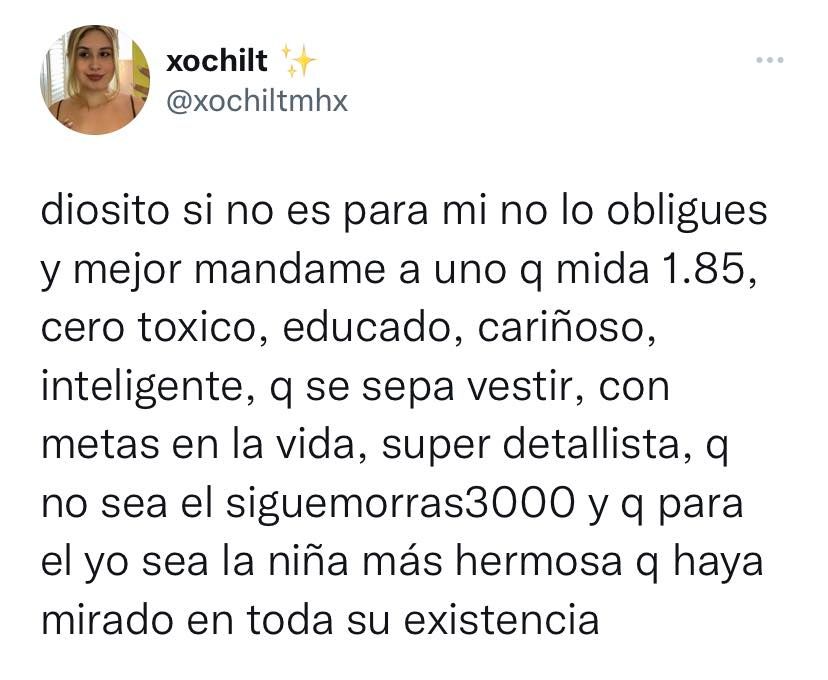 xochilt ✨
@xochiltmhx
diosito si no es para mi no lo obligues
y mejor mandame a uno q mida 1.85,
cero toxico, educado, cariñoso,
inteligente, q se sepa vestir, con
metas en la vida, super detallista, q
no sea el siguemorras3000 y q para
el yo sea la niña más hermosa q haya
mirado en toda su existencia